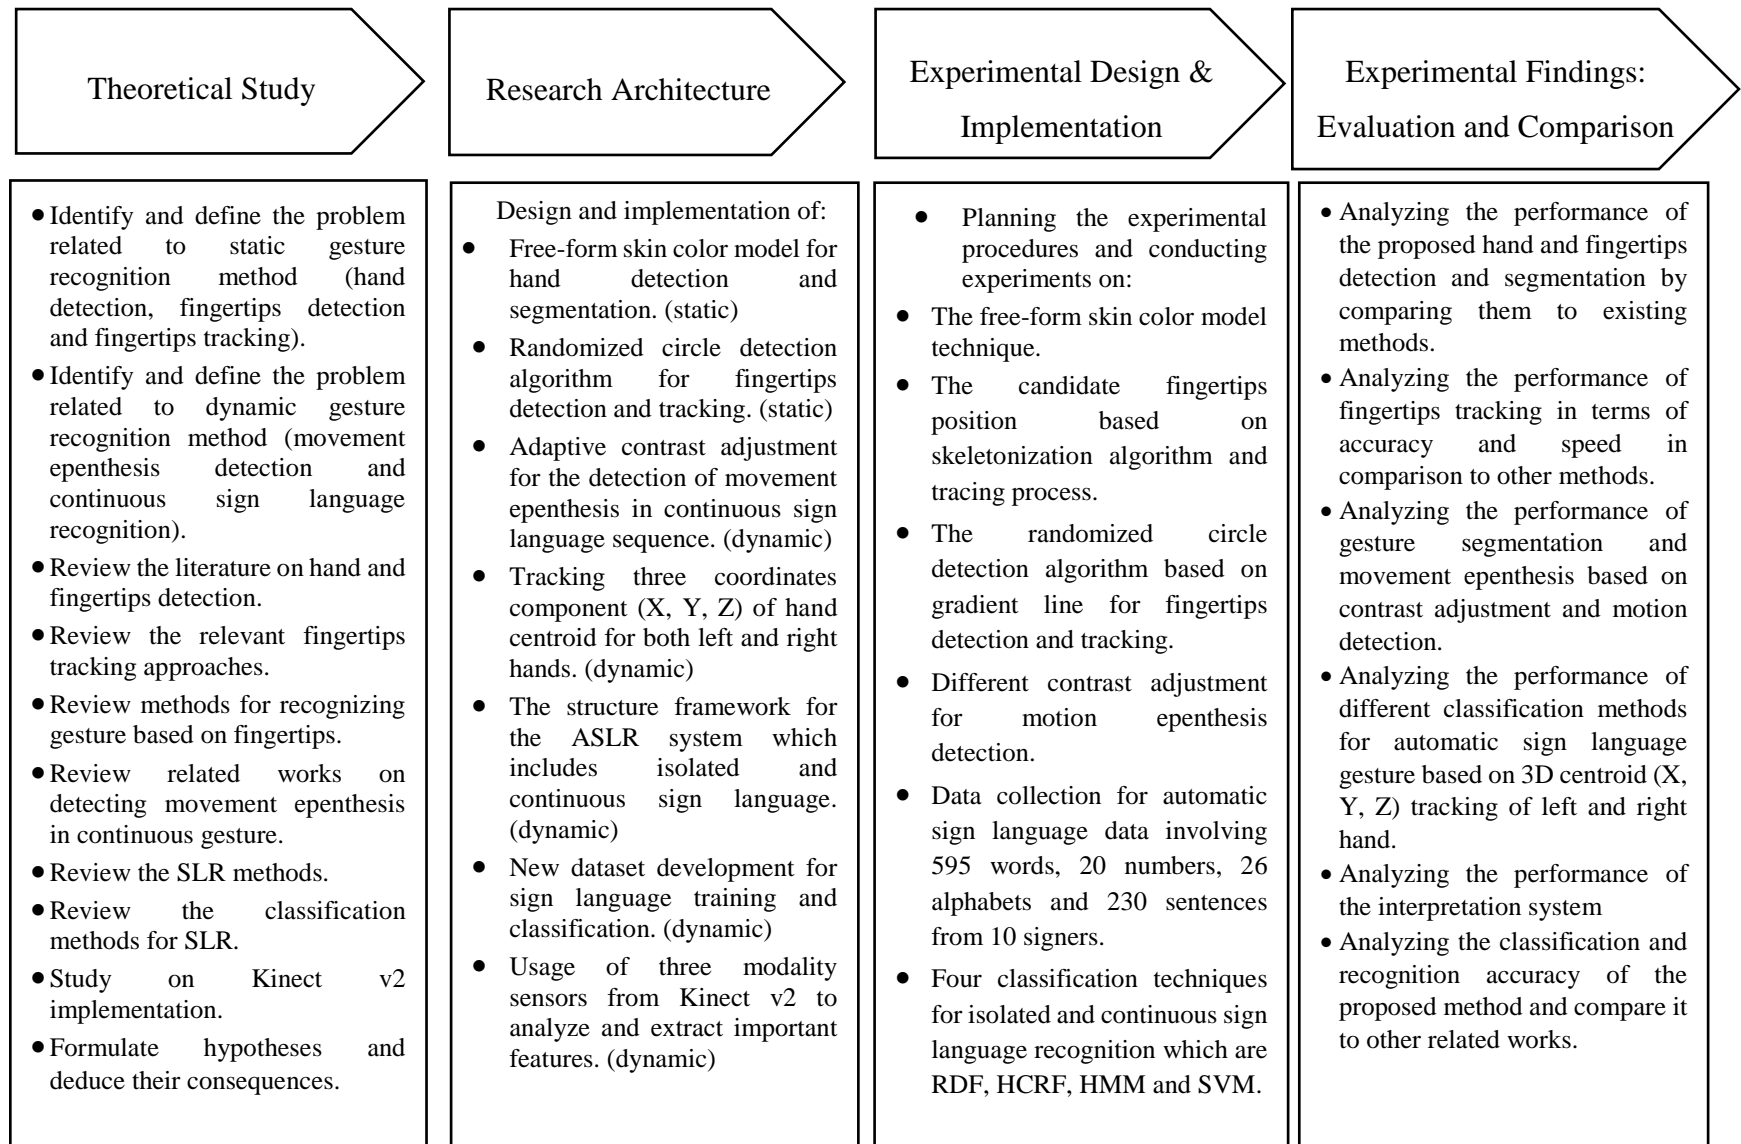 Theoretical Study
Research Architecture
Experimental Design &
Implementation
Experimental Findings:
Evaluation and Comparison
• Identify and define the problem
related to static gesture
recognition method (hand
detection, fingertips detection
and fingertips tracking).
• Identify and define the problem
related to dynamic gesture
recognition method (movement
epenthesis detection and
continuous sign language
recognition).
• Review the literature on hand and
fingertips detection.
• Review the relevant fingertips
tracking approaches.
• Review methods for recognizing
gesture based on fingertips.
• Review related works on
detecting movement epenthesis
in continuous gesture.
• Review the SLR methods.
• Review the classification
methods for SLR.
• Study on Kinect v2
implementation.
• Formulate hypotheses and
deduce their consequences.
Design and implementation of:
• Free-form skin color model for
hand detection and
segmentation. (static)
• Randomized circle detection
algorithm for fingertips
detection and tracking. (static)
• Adaptive contrast adjustment
for the detection of movement
epenthesis in continuous sign
language sequence. (dynamic)
• Tracking three coordinates
component (X, Y, Z) of hand
centroid for both left and right
hands. (dynamic)
• The structure framework for
the ASLR system which
includes isolated and
continuous sign language.
(dynamic)
• New dataset development for
sign language training and
classification. (dynamic)
• Usage of three modality
sensors from Kinect v2 to
analyze and extract important
features. (dynamic)
• Planning the experimental
procedures and conducting
experiments on:
• The free-form skin color model
technique.
• The candidate fingertips
position based on
skeletonization algorithm and
tracing process.
• The randomized circle
detection algorithm based on
gradient line for fingertips
detection and tracking.
• Different contrast adjustment
for motion epenthesis
detection.
• Data collection for automatic
sign language data involving
595 words, 20 numbers, 26
alphabets and 230 sentences
from 10 signers.
• Four classification techniques
for isolated and continuous sign
language recognition which are
RDF, HCRF, HMM and SVM.
• Analyzing the performance of
the proposed hand and fingertips
detection and segmentation by
comparing them to existing
methods.
• Analyzing the performance of
fingertips tracking in terms of
accuracy and speed in
comparison to other methods.
• Analyzing the performance of
gesture segmentation and
movement epenthesis based on
contrast adjustment and motion
detection.
• Analyzing the performance of
different classification methods
for automatic sign language
gesture based on 3D centroid (X,
Y, Z) tracking of left and right
hand.
• Analyzing the performance of
the interpretation system
• Analyzing the classification and
recognition accuracy of the
proposed method and compare it
to other related works.